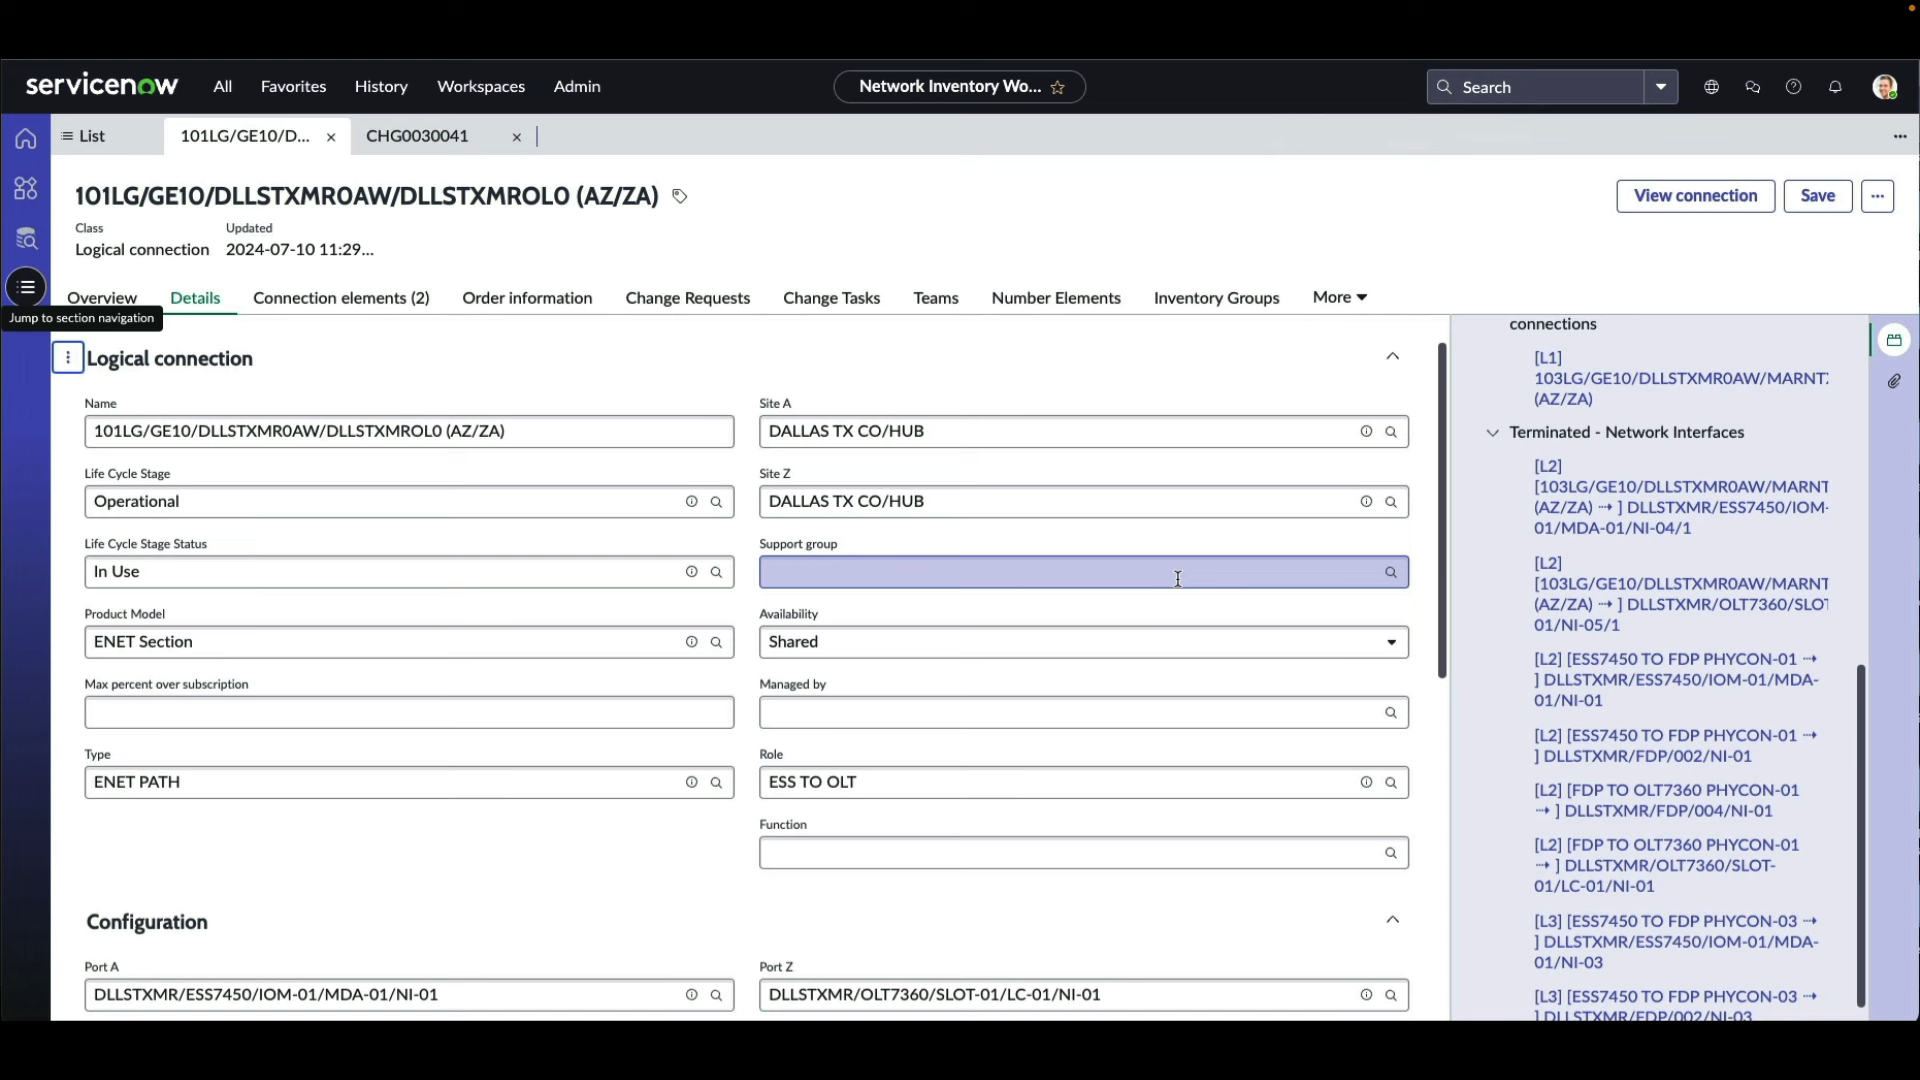 servicenow All Favorites History Workspaces Admin Network Inventory Wo... Search
List 101LG/GE10/D... CHG0030041
101LG/GE10/DLLSTXMR0AW/DLLSTXMROL0 (AZ/ZA)
View connection Save
Class Updated
Logical connection 2024-07-10 11:29...
Overview Details Connection elements (2) Order information Change Requests Change Tasks Teams Number Elements Inventory Groups More
Jump to section navigation
Logical connection
Name
101LG/GE10/DLLSTXMR0AW/DLLSTXMROL0 (AZ/ZA)
Life Cycle Stage
Operational
Life Cycle Stage Status
In Use
Product Model
ENET Section
Max percent over subscription
Type
ENET PATH
Site A
DALLAS TX CO/HUB
Site Z
DALLAS TX CO/HUB
Support group
Availability
Shared
Managed by
Role
ESS TO OLT
Function
Configuration
Port A
DLLSTXMR/ESS7450/IOM-01/MDA-01/NI-01
Port Z
DLLSTXMR/OLT7360/SLOT-01/LC-01/NI-01
connections
[L1]
103LG/GE10/DLLSTXMR0AW/MARNT
(AZ/ZA)
Terminated - Network Interfaces
[L2]
[103LG/GE10/DLLSTXMR0AW/MARNT
(AZ/ZA) ⇢ ] DLLSTXMR/ESS7450/IOM-
01/MDA-01/NI-04/1
[L2]
[103LG/GE10/DLLSTXMR0AW/MARNT
(AZ/ZA) ⇢ ] DLLSTXMR/OLT7360/SLOT
01/NI-05/1
[L2] [ESS7450 TO FDP PHYCON-01 ⇢
] DLLSTXMR/ESS7450/IOM-01/MDA-
01/NI-01
[L2] [ESS7450 TO FDP PHYCON-01 ⇢
] DLLSTXMR/FDP/002/NI-01
[L2] [FDP TO OLT7360 PHYCON-01
⇢ ] DLLSTXMR/FDP/004/NI-01
[L2] [FDP TO OLT7360 PHYCON-01
⇢ ] DLLSTXMR/OLT7360/SLOT-
01/LC-01/NI-01
[L3] [ESS7450 TO FDP PHYCON-03 ⇢
] DLLSTXMR/ESS7450/IOM-01/MDA-
01/NI-03
[L3] [ESS7450 TO FDP PHYCON-03 ⇢
] DLLSTXMR/FDP/002/NI-03